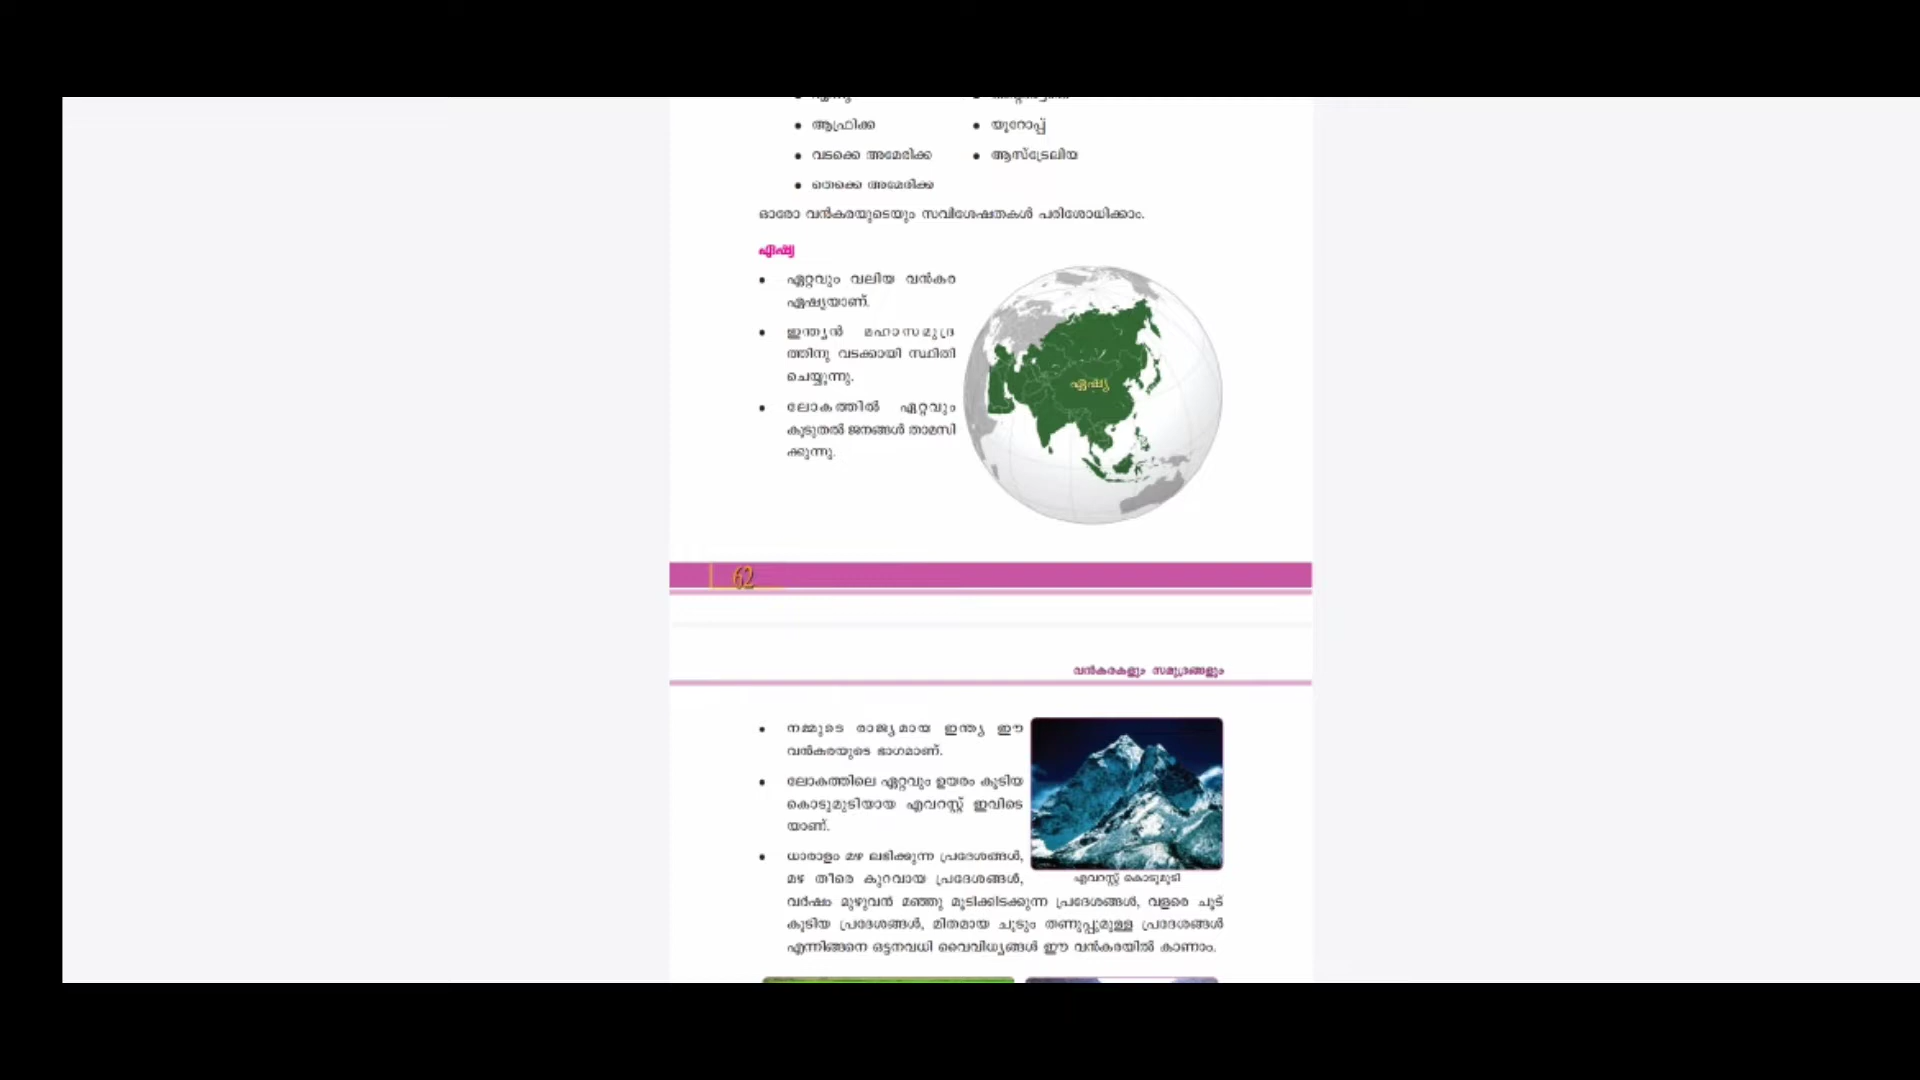 ആഫ്രിക്ക
യൂറോപ്പ്
വടക്കെ അമേരിക്ക
ആസ്ട്രേലിയ
തെക്കെ അമേരിക്ക
ഓരോ വൻകരയുടെയും സവിശേഷതകൾ പരിശോധിക്കാം.
ഏഷ്യ
ഏറ്റവും വലിയ വൻകര
ഏഷ്യയാണ്.
ഇന്ത്യൻ മഹാസമുദ്ര
ത്തിനു വടക്കായി സ്ഥിതി
ചെയ്യുന്നു.
ലോകത്തിൽ ഏറ്റവും
കൂടുതൽ ജനങ്ങൾ താമസി
ക്കുന്നു.
ഏഷ്യ
62
വൻകരകളും സമുദ്രങ്ങളും
നമ്മുടെ രാജ്യമായ ഇന്ത്യ ഈ
വൻകരയുടെ ഭാഗമാണ്.
ലോകത്തിലെ ഏറ്റവും ഉയരം കൂടിയ
കൊടുമുടിയായ എവറസ്റ്റ് ഇവിടെ
യാണ്.
ധാരാളം മഴ ലഭിക്കുന്ന പ്രദേശങ്ങൾ,
മഴ തീരെ കുറവായ പ്രദേശങ്ങൾ,
എവറസ്റ്റ് കൊടുമുടി
വർഷം മുഴുവൻ മഞ്ഞു മൂടിക്കിടക്കുന്ന പ്രദേശങ്ങൾ, വളരെ ചൂട്
കൂടിയ പ്രദേശങ്ങൾ, മിതമായ ചൂടും തണുപ്പുമുള്ള പ്രദേശങ്ങൾ
എന്നിങ്ങനെ ഒട്ടനവധി വൈവിധ്യങ്ങൾ ഈ വൻകരയിൽ കാണാം.